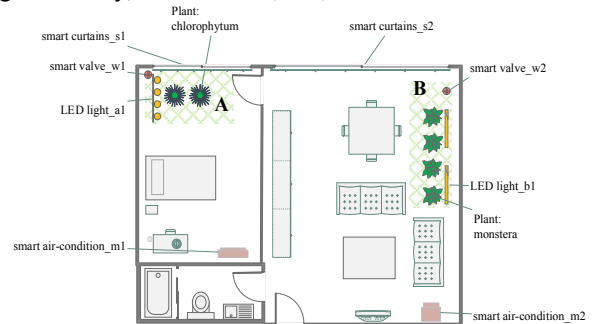 Plant:
chlorophytum
smart curtains_s1
smart curtains_s2
smart valve_w1
smart valve_w2
LED light_a1
A
B
LED light_b1
Plant:
monstera
smart air-condition_m1
smart air-condition_m2